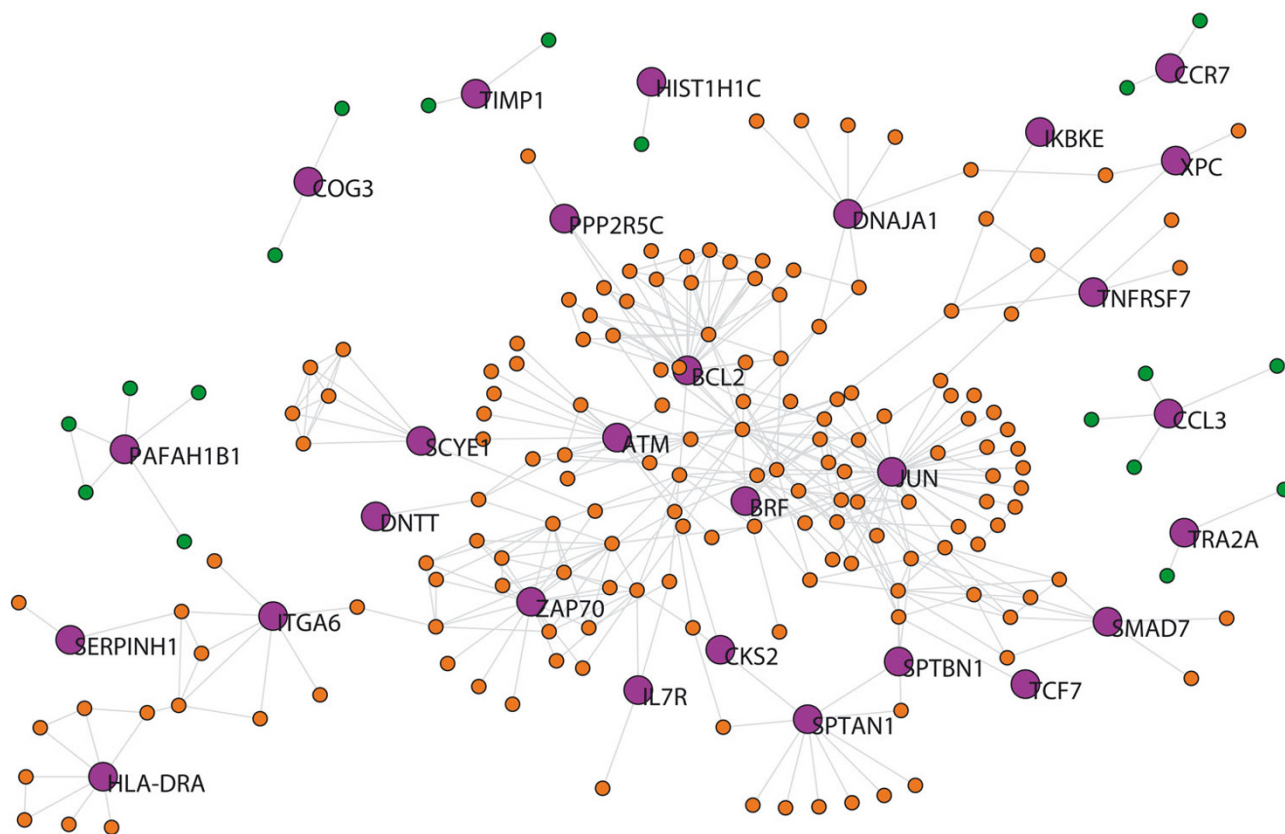 CCR7
HIST1H1C
TIMP1
IKBKE
XPC
COG3
PPP2R5C
DNAJA1
TNFRSF7
BCL2
CCL3
SCYE1
ATM
PAFAH1B1
JUN
BRF
DNTT
TRA2A
ZAP70
ITGA6
SMAD7
SERPINH1
CKS2
SPTBN1
TCF7
IL7R
SPTAN1
HLA-DRA